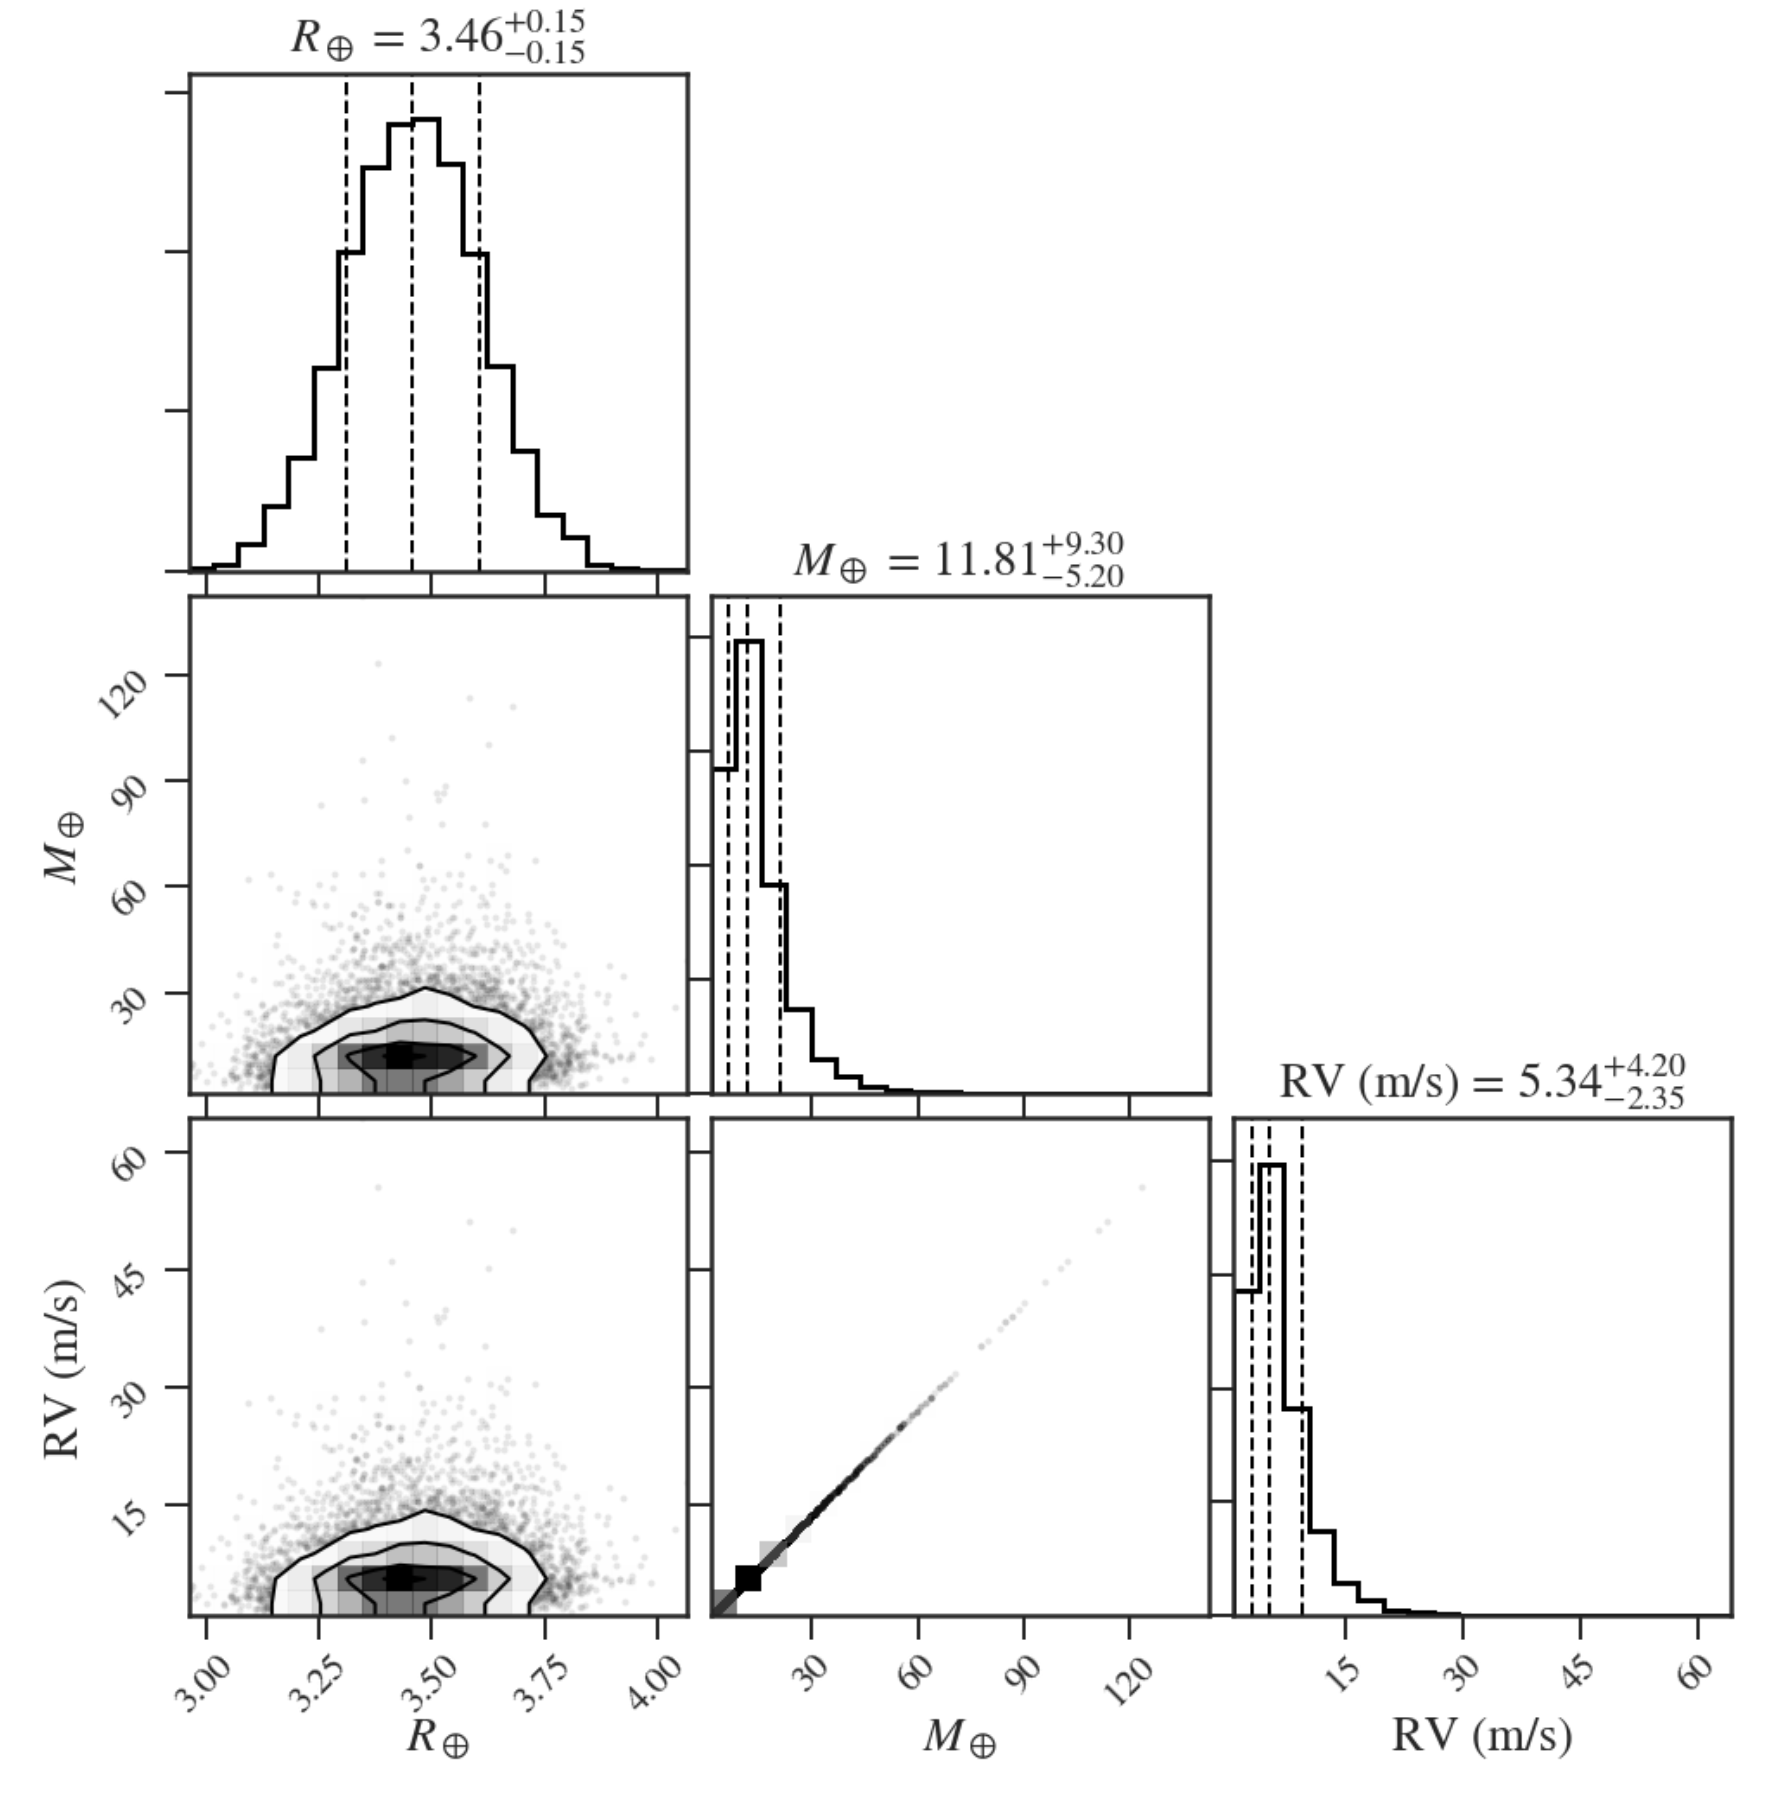 R⊕ = 3.46 +0.15 −0.15
M⊕ = 11.81 +9.30 −5.20
120
90
60
30
M⊕
RV (m/s) = 5.34 +4.20 −2.35
60
45
30
15
RV (m/s)
3.00 3.25 3.50 3.75 4.00
30 60 90 120
15 30 45 60
R⊕
M⊕
RV (m/s)